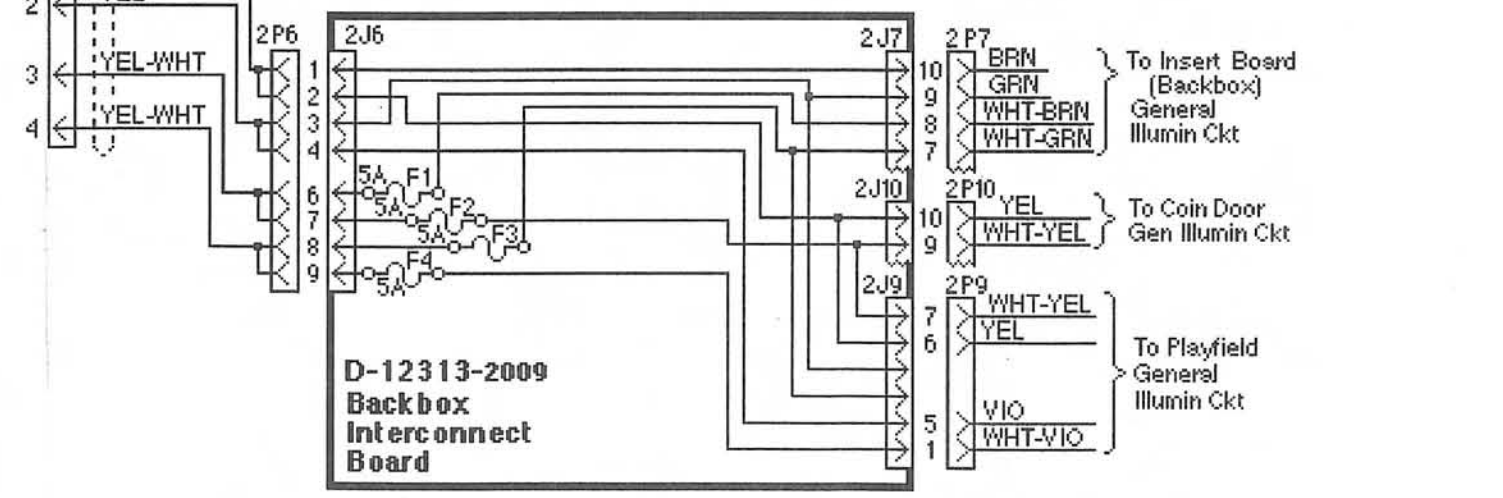 2
3
YEL-WHT
4
YEL-WHT
2P6
2J6
1
2
3
4
6
7
8
9
5A
F1
5A
F2
5A
F3
F4
5A
D-12313-2009
Backbox
Interconnect
Board
2J7
2P7
10
9
8
7
BRN
GRN
WHT-BRN
WHT-GRN
To Insert Board
(Backbox)
General
Illumin Ckt
2J10
2P10
10
9
YEL
WHT-YEL
To Coin Door
Gen Illumin Ckt
2J9
2P9
7
6
5
1
WHT-YEL
YEL
VIO
WHT-VIO
To Playfield
General
Illumin Ckt